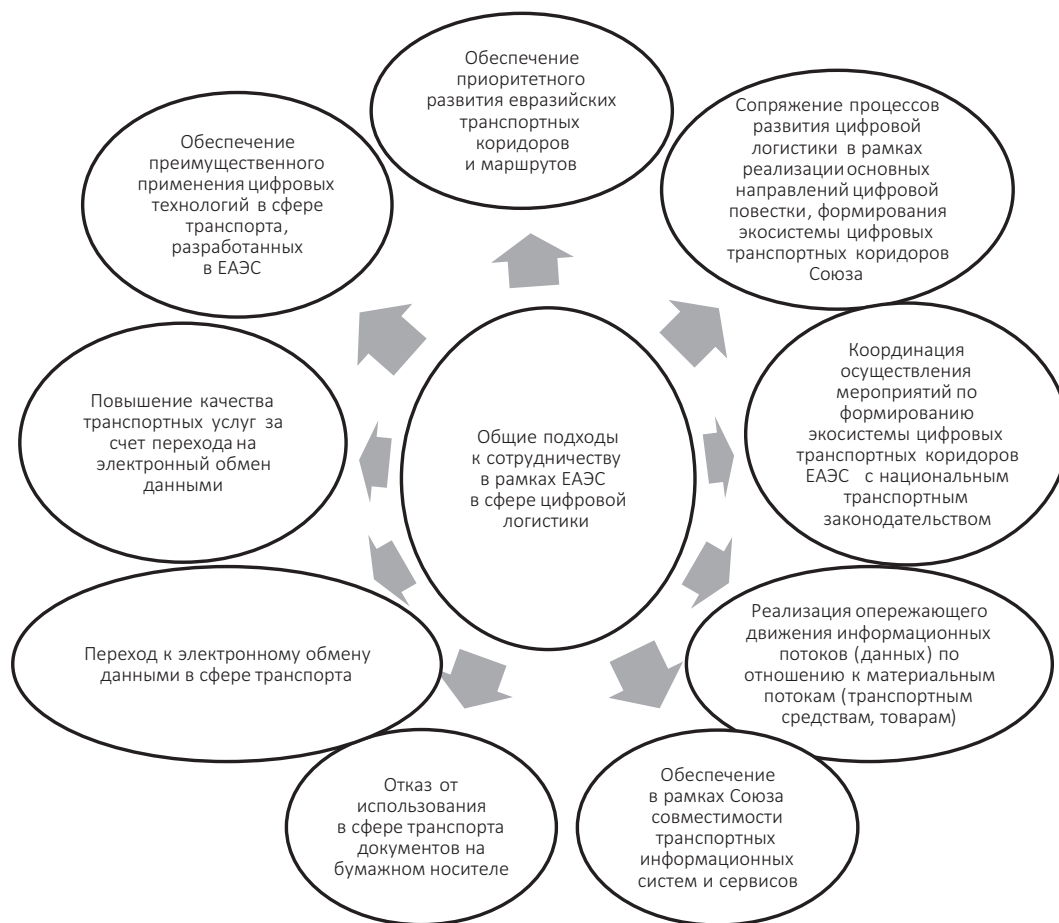 Обеспечение
приоритетного
развития евразийских
транспортных
коридоров
и маршрутов
Сопряжение процессов
развития цифровой
логистики в рамках
реализации основных
направлений цифровой
повестки, формирования
экосистемы цифровых
транспортных коридоров
Союза
Координация
осуществления
мероприятий по
формированию
экосистемы цифровых
транспортных коридоров
ЕАЭС с национальным
транспортным
законодательством
Реализация опережающего
движения информационных
потоков (данных) по
отношению к материальным
потокам (транспортным
средствам, товарам)
Обеспечение
в рамках Союза
совместимости
транспортных
информационных
систем и сервисов
Отказ от
использования
в сфере транспорта
документов на
бумажном носителе
Переход к электронному обмену
данными в сфере транспорта
Повышение качества
транспортных услуг за
счет перехода на
электронный обмен
данными
Обеспечение
преимущественного
применения цифровых
технологий в сфере
транспорта,
разработанных
в ЕАЭС
Общие подходы
к сотрудничеству
в рамках ЕАЭС
в сфере цифровой
логистики